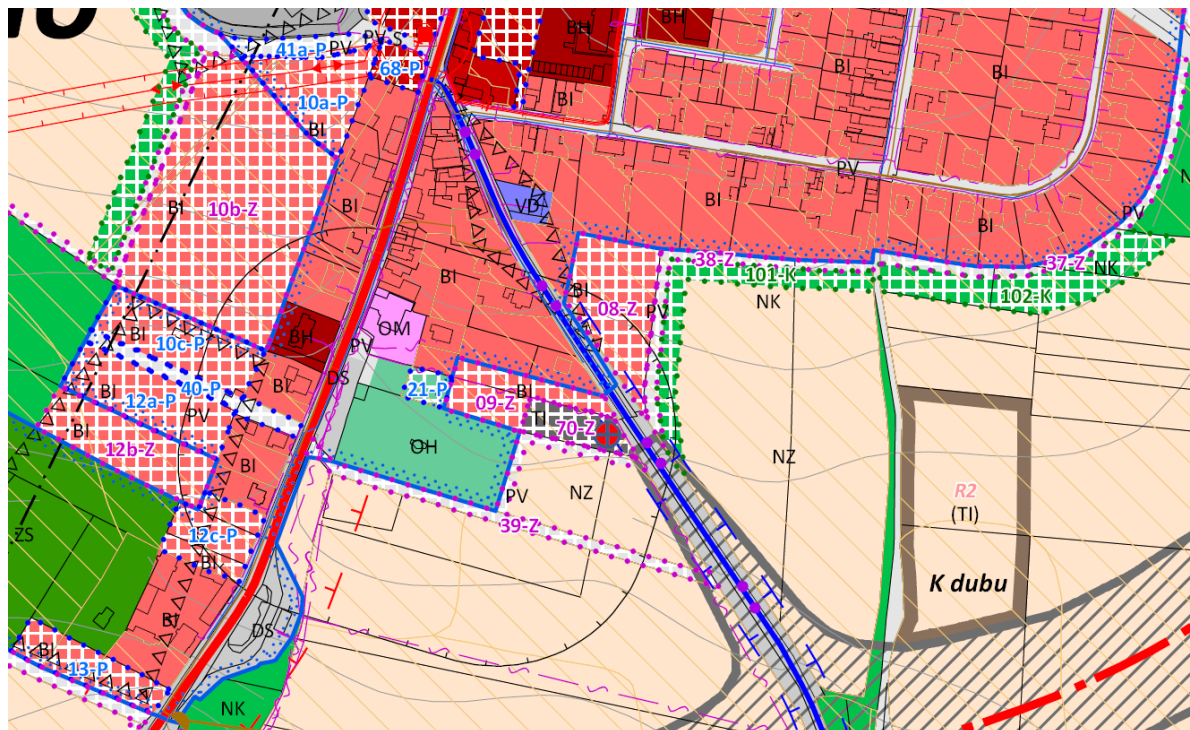 BH
BH
41a-P
PV
PV-S
68-P
BI
BI
BI
10a-P
BI
PV
BI
10b-Z
BI
VD
BI
BI
PV
BI
38-Z
37-Z
NK
101-K
BI
08-Z
PV
NK
102-K
BI
10c-P
BH
PV
OM
DS
BI
40-P
21-P
BI
BI
12a-P
09-Z
PV
70-Z
BI
12b-Z
BI
OH
NZ
PV
NZ
R2
(TI)
39-Z
ZS
12c-P
BI
K dubu
BI
DS
BI
13-P
NK